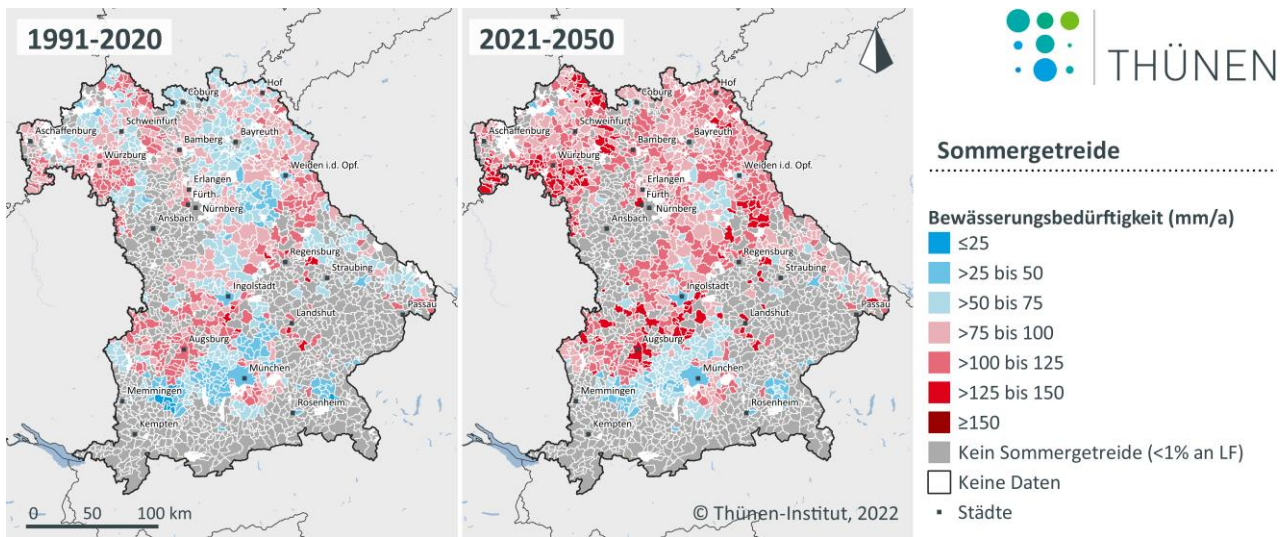 1991-2020
Hof
Coburg
Schweinfurt
Aschaffenburg
Bamberg
Bayreuth
Würzburg
Weiden i.d. Opf.
Erlangen
Fürth
Nürnberg
Ansbach
Regensburg
Straubing
Ingolstadt
Passau
Landshut
Augsburg
München
Memmingen
Rosenheim
Kempten
0 50 100 km
2021-2050
Hof
Coburg
Schweinfurt
Aschaffenburg
Bamberg
Bayreuth
Würzburg
Weiden i.d. Opf.
Erlangen
Fürth
Nürnberg
Ansbach
Regensburg
Straubing
Ingolstadt
Passau
Landshut
Augsburg
München
Memmingen
Rosenheim
Kempten
© Thünen-Institut, 2022
THÜNEN
Sommergetreide
Bewässerungsbedürftigkeit (mm/a)
≤25
>25 bis 50
>50 bis 75
>75 bis 100
>100 bis 125
>125 bis 150
≥150
Kein Sommergetreide (<1% an LF)
Keine Daten
Städte